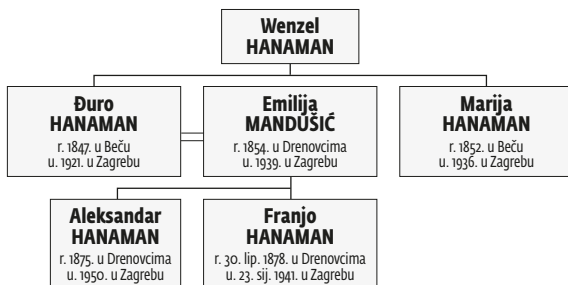 Wenzel
HANAMAN
Đuro
HANAMAN
r. 1847. u Beču
u. 1921. u Zagrebu
Emilija
MANDUŠIĆ
r. 1854. u Drenovcima
u. 1939. u Zagrebu
Marija
HANAMAN
r. 1852. u Beču
u. 1936. u Zagrebu
Aleksandar
HANAMAN
r. 1875. u Drenovcima
u. 1950. u Zagrebu
Franjo
HANAMAN
r. 30. lip. 1878. u Drenovcima
u. 23. sij. 1941. u Zagrebu